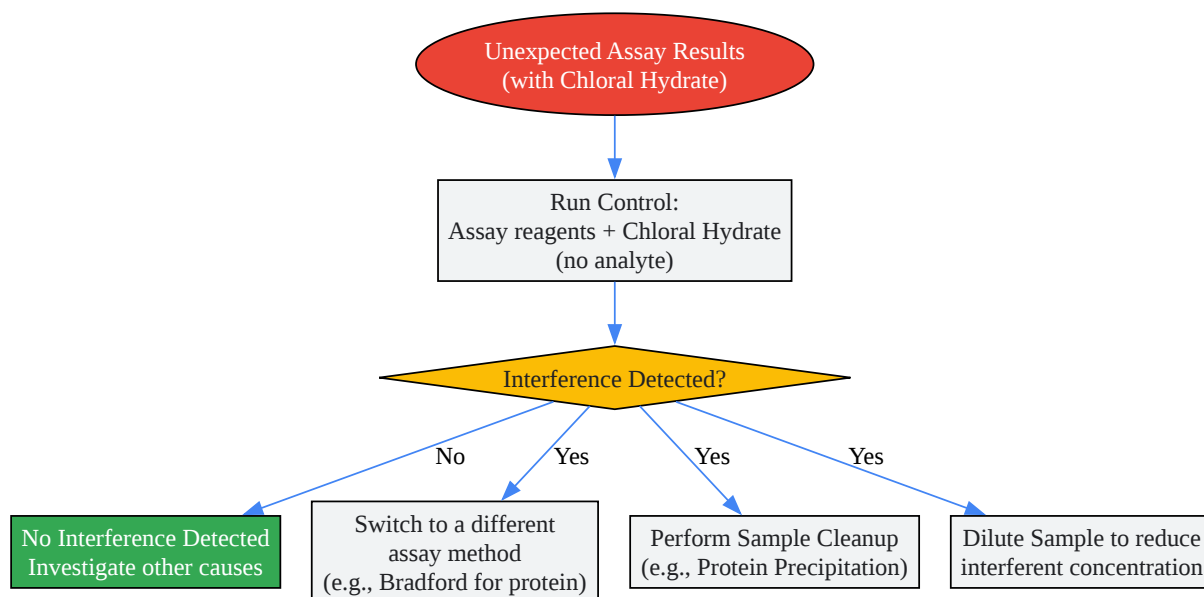 Unexpected Assay Results
(with Chloral Hydrate)
Run Control:
Assay reagents + Chloral Hydrate
(no analyte)
Interference Detected?
No
Yes
Yes
Yes
No Interference Detected
Investigate other causes
Switch to a different
assay method
(e.g., Bradford for protein)
Perform Sample Cleanup
(e.g., Protein Precipitation)
Dilute Sample to reduce
interferent concentration